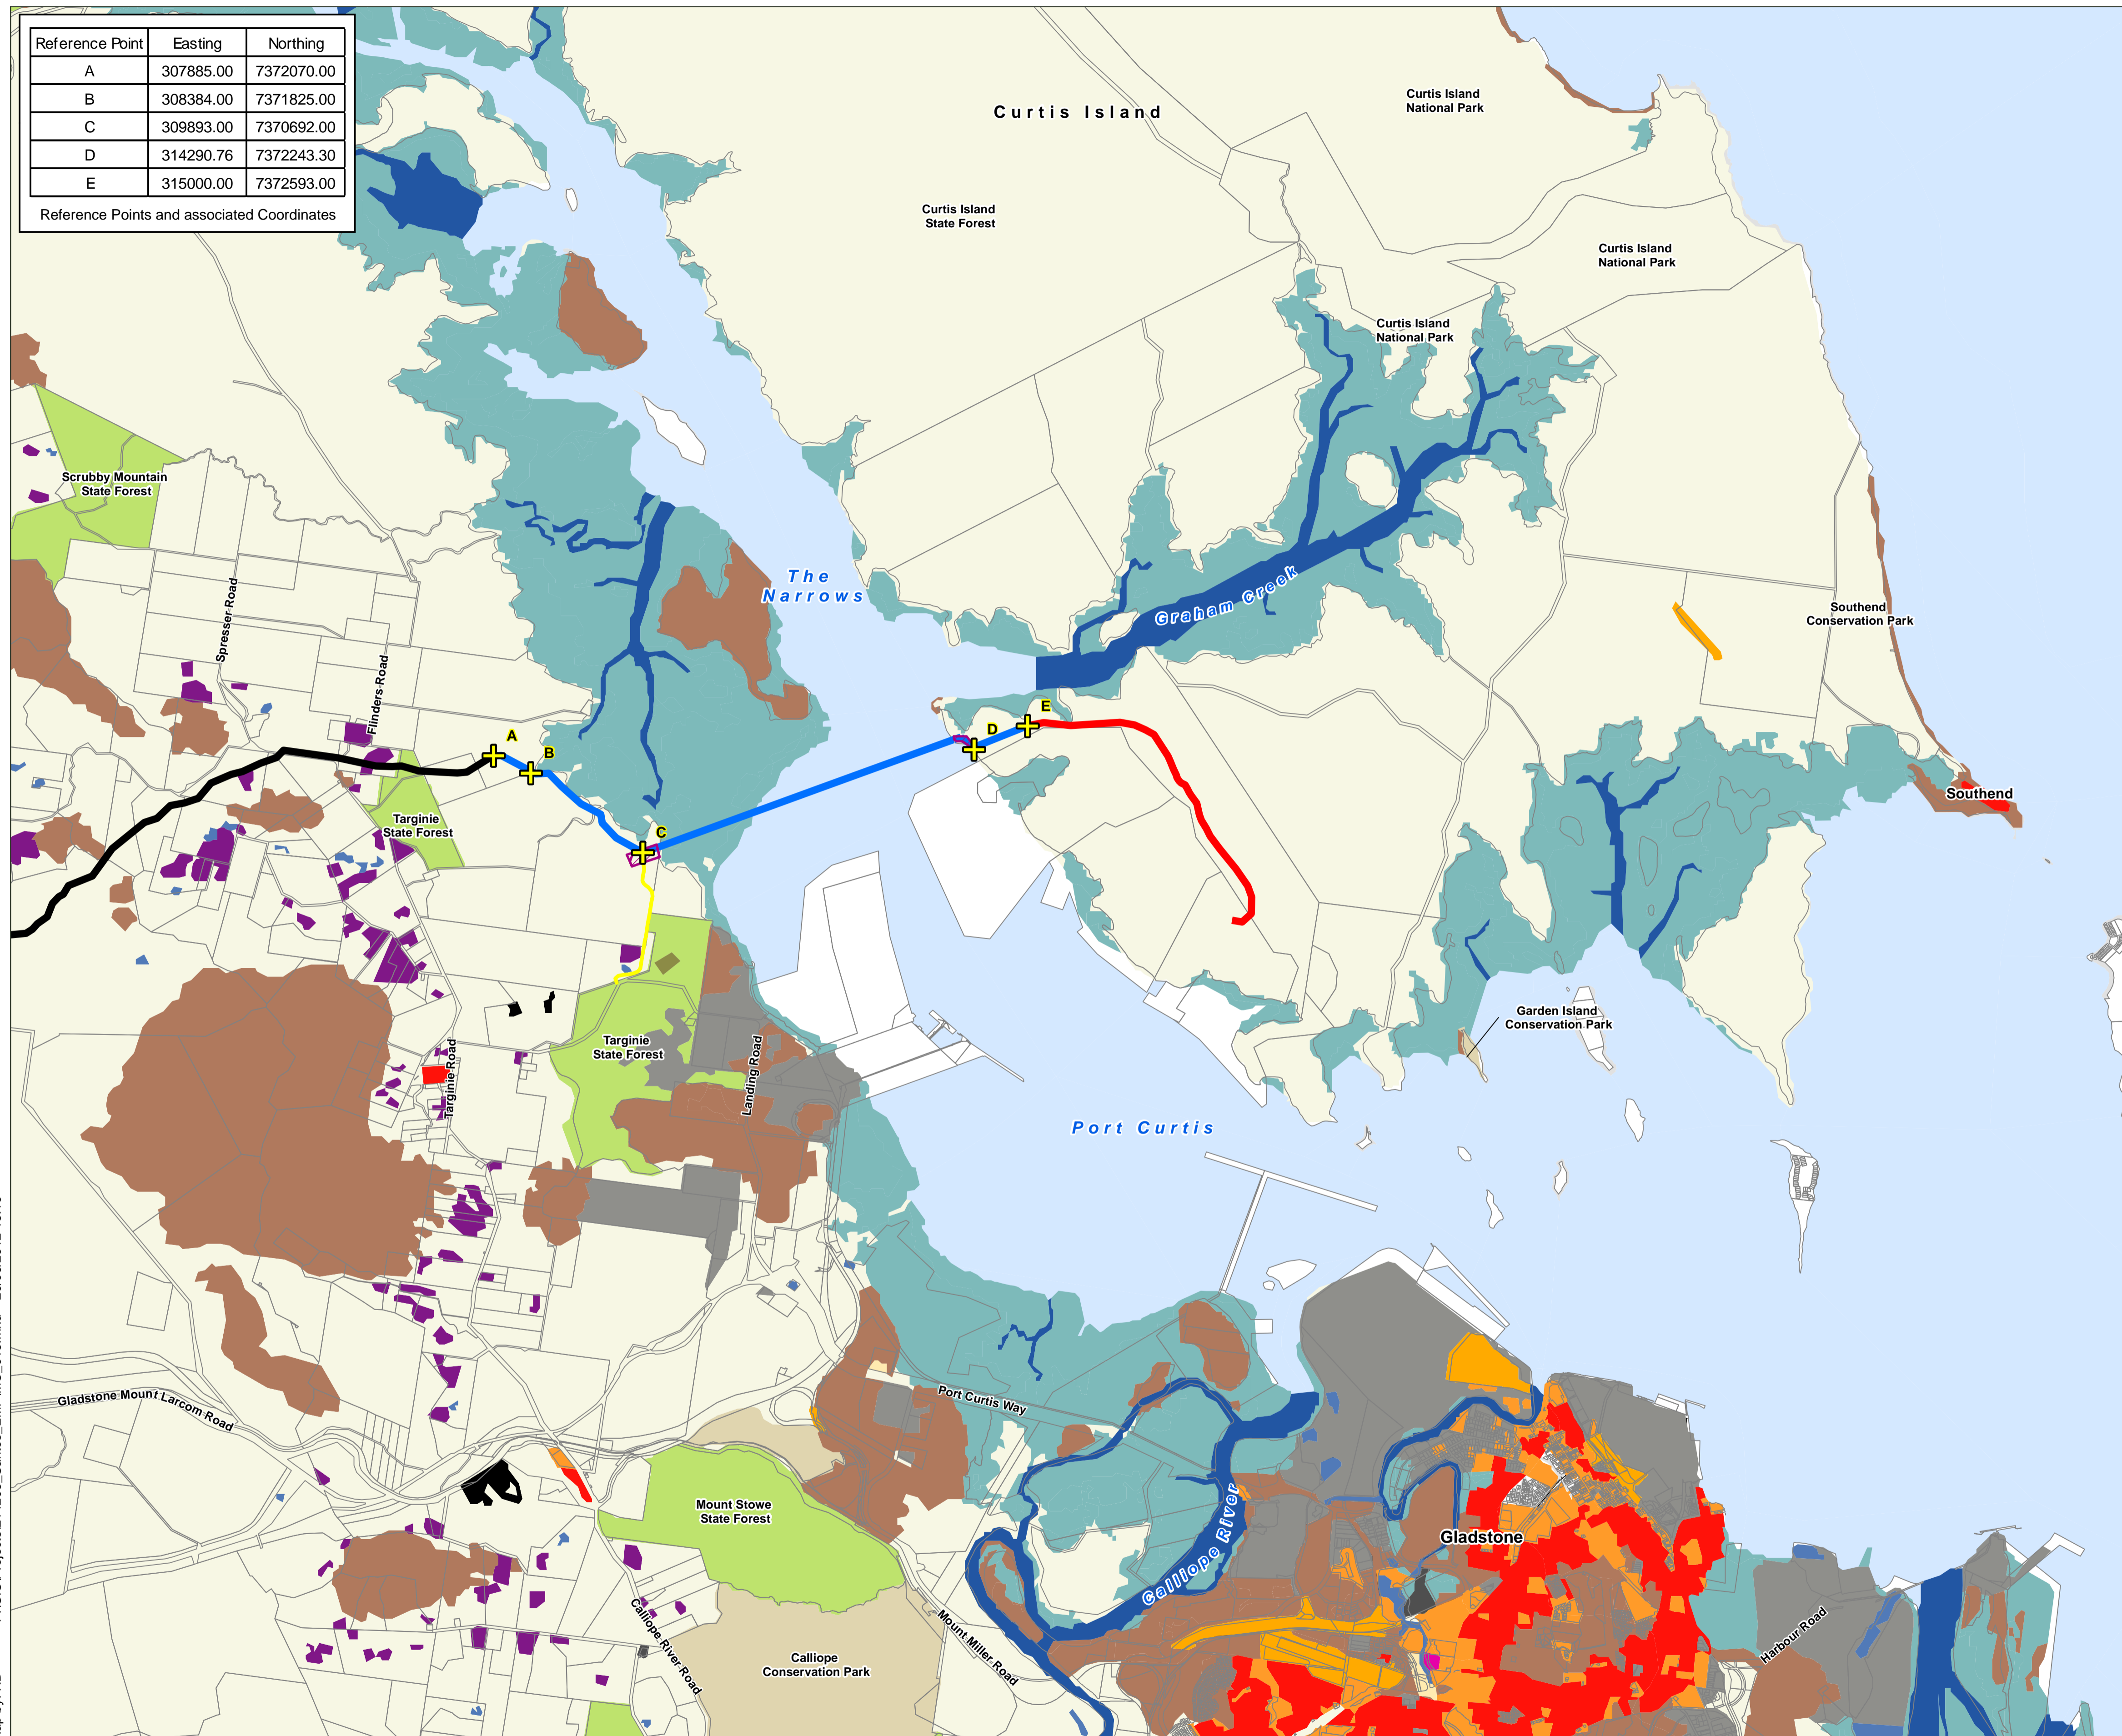 Reference Point Easting Northing
A 307885.00 7372070.00
B 308384.00 7371825.00
C 309893.00 7370692.00
D 314290.76 7372243.30
E 315000.00 7372593.00
Reference Points and associated Coordinates
Curtis Island
Curtis Island
National Park
Curtis Island
State Forest
Curtis Island
National Park
Curtis Island
National Park
Scrubby Mountain
State Forest
The
Narrows
Graham Creek
Spresser Road
Flinders Road
Southend
Conservation Park
A
B
C
D
E
Southend
Targinie
State Forest
Garden Island
Conservation Park
Targinie
State Forest
Targinie Road
Landing Road
Port Curtis
Gladstone Mount Larcom Road
Port Curtis Way
Mount Stowe
State Forest
Gladstone
Calliope River
Calliope River Road
Mount Miller Road
Harbour Road
Calliope
Conservation Park